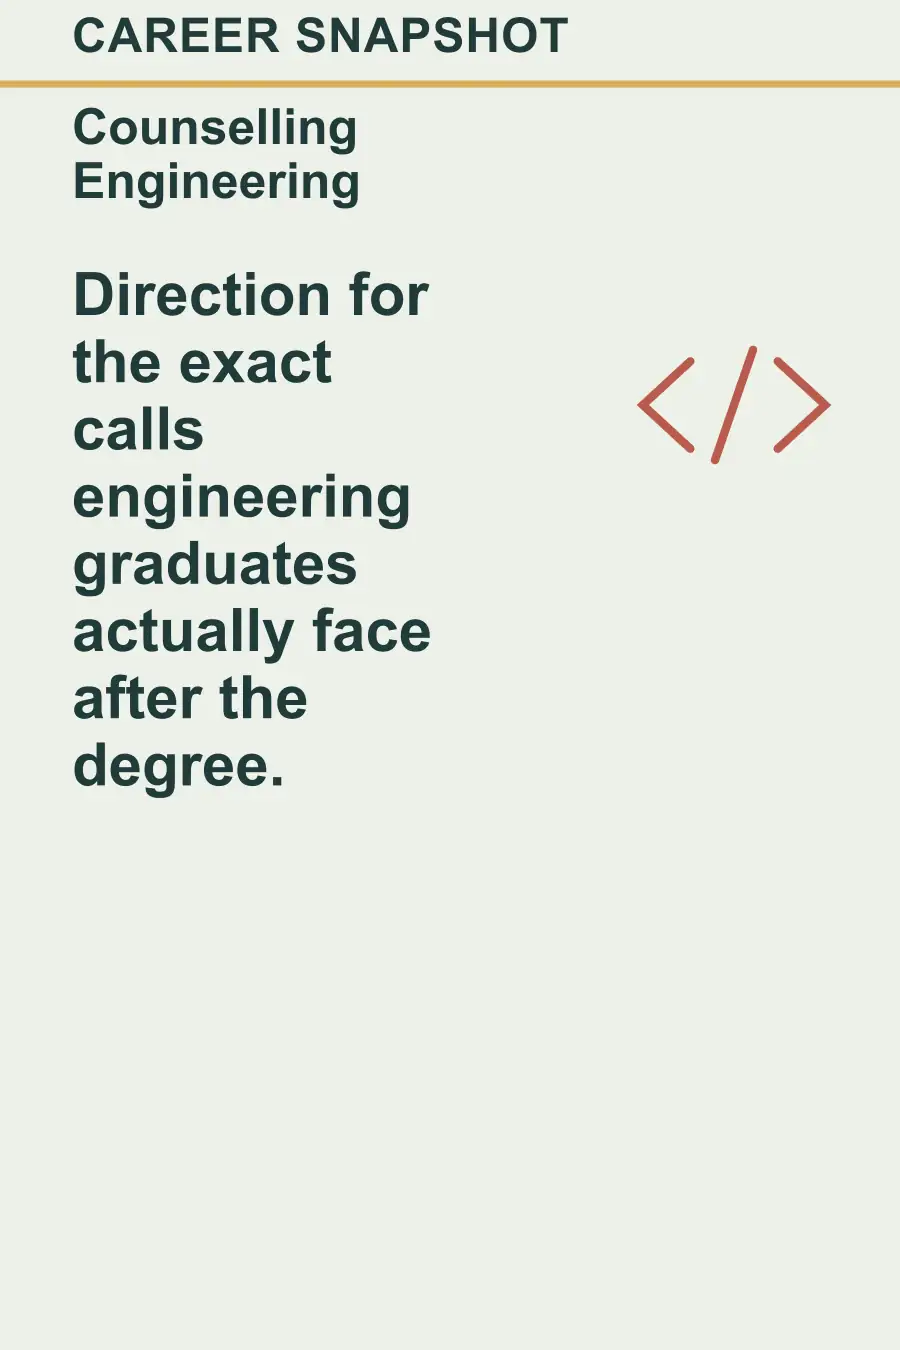 CAREER SNAPSHOT
Counselling
Engineering
Direction for
the exact
calls
engineering
graduates
actually face
after the
degree.